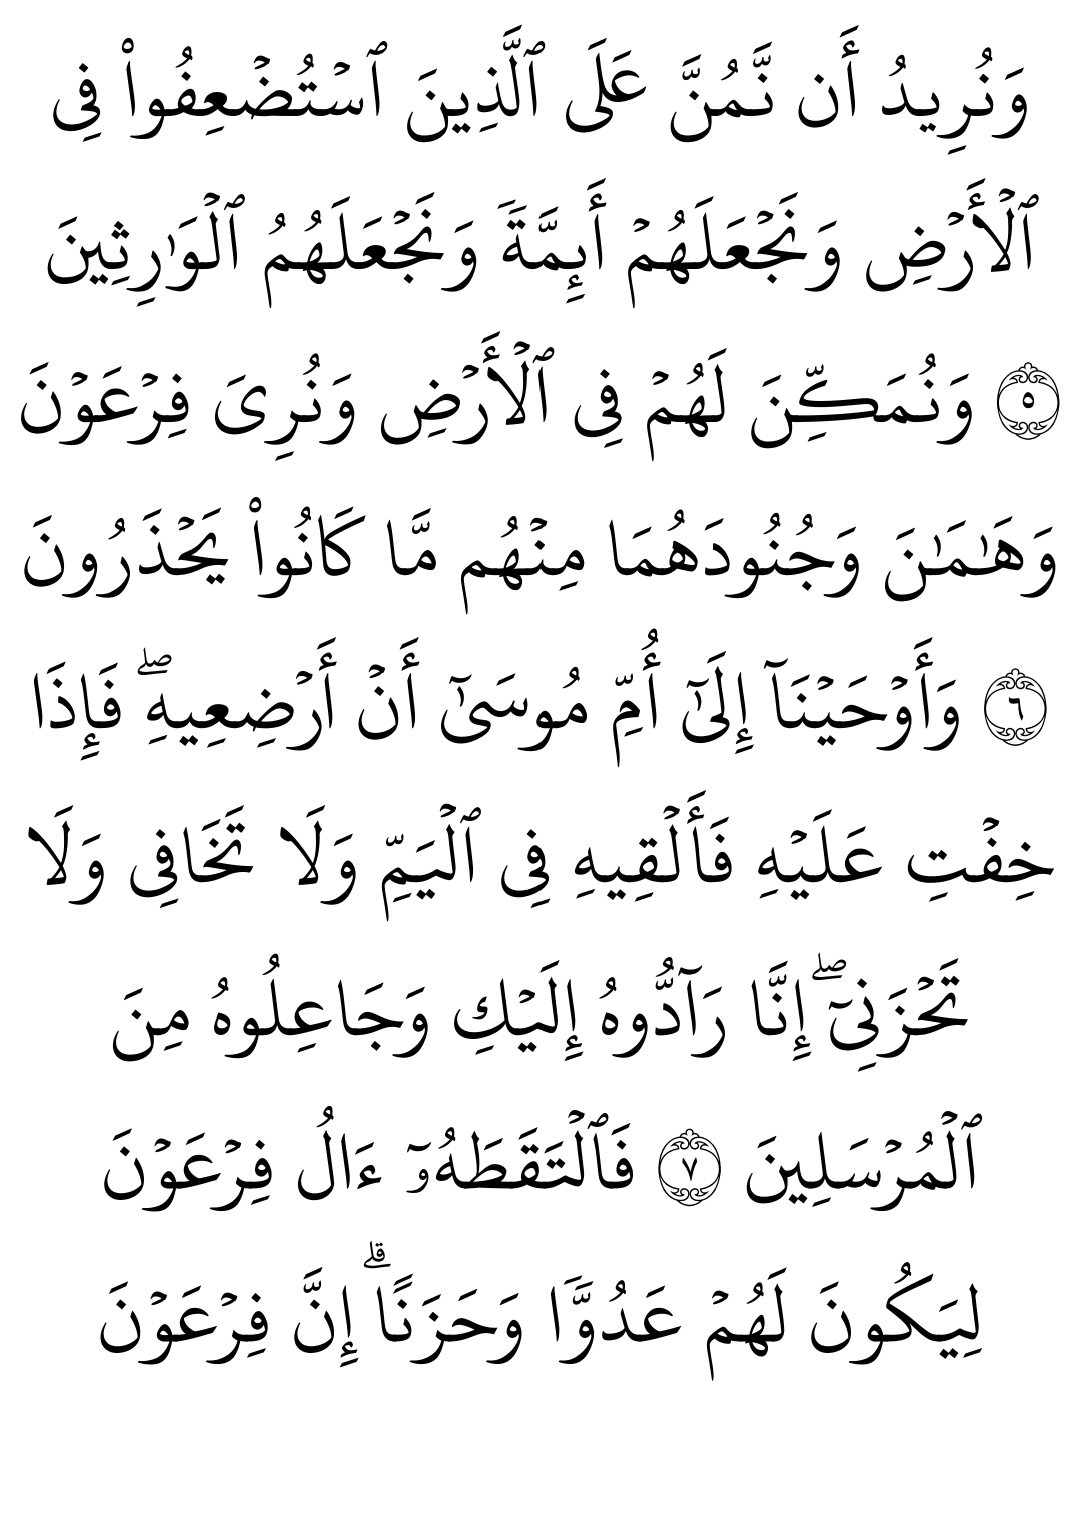 وَنُرِيدُ أَن نَّمُنَّ عَلَى ٱلَّذِينَ ٱسۡتُضۡعِفُواْ فِى
ٱلۡأَرۡضِ وَنَجۡعَلَهُمۡ أَئِمَّةٗ وَنَجۡعَلَهُمُ ٱلۡوَٰرِثِينَ
۝٥ وَنُمَكِّنَ لَهُمۡ فِى ٱلۡأَرۡضِ وَنُرِىَ فِرۡعَوۡنَ
وَهَٰمَٰنَ وَجُنُودَهُمَا مِنۡهُم مَّا كَانُواْ يَحۡذَرُونَ
۝٦ وَأَوۡحَيۡنَآ إِلَىٰٓ أُمِّ مُوسَىٰٓ أَنۡ أَرۡضِعِيهِۖ فَإِذَا
خِفۡتِ عَلَيۡهِ فَأَلۡقِيهِ فِى ٱلۡيَمِّ وَلَا تَخَافِى وَلَا
تَحۡزَنِىٓۖ إِنَّا رَآدُّوهُ إِلَيۡكِ وَجَاعِلُوهُ مِنَ
ٱلۡمُرۡسَلِينَ ۝٧ فَٱلۡتَقَطَهُۥٓ ءَالُ فِرۡعَوۡنَ
لِيَكُونَ لَهُمۡ عَدُوّٗا وَحَزَنًاۗ إِنَّ فِرۡعَوۡنَ